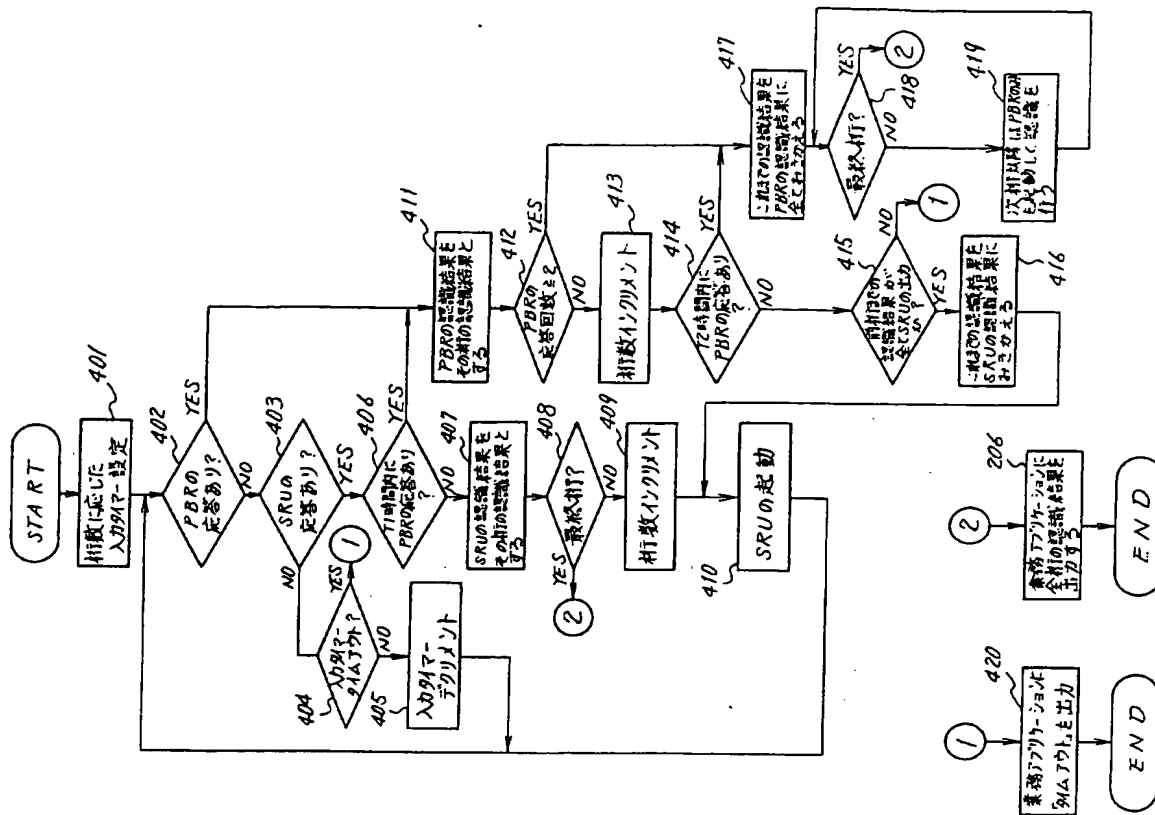 START
401
桁数に応じた
入力タイマー設定
402
PBRの
応答あり?
YES
NO
403
SRUの
応答あり?
NO
YES
404
入力タイマー
タイムアウト?
YES
①
NO
405
入力タイマー
デクリメント
406
T1時間内に
PBRの応答あり
?
YES
NO
407
SRUの認識結果を
その桁の認識結果と
する
408
最終桁?
YES
②
NO
409
桁数インクリメント
410
SRUの起動
411
PBRの認識結果を
その桁の認識結果と
する
412
PBRの
応答回数≧2
YES
NO
413
桁数インクリメント
414
T2時間内に
PBRの応答あり
?
YES
NO
415
前桁までの
認識結果が
全てSRUの出力
か?
NO
①
YES
416
これまでの認識結果を
SRUの認識結果に
おきかえる
417
これまでの認識結果を
PBRの認識結果に
全ておきかえる
418
最終桁?
YES
②
NO
419
次桁以降はPBRのみ
を起動して認識を
行う
①
420
業務アプリケーションに
「タイムアウト」を出力
END
②
206
業務アプリケーションに
全桁の認識結果を
出力する
END